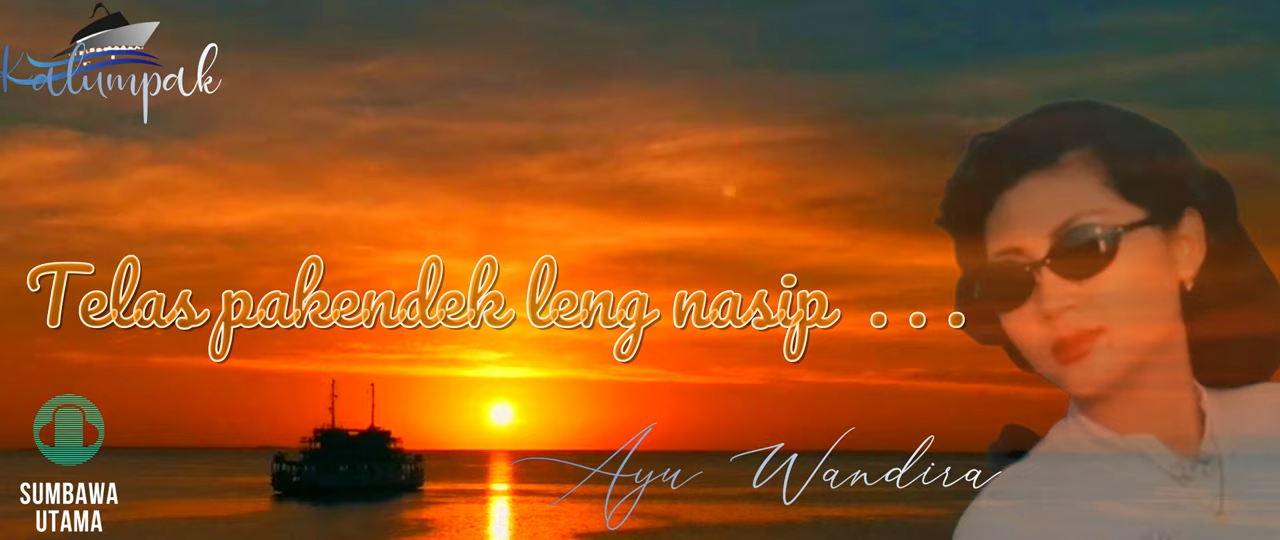 Kalumpak
Telas pakendek leng nasip . . .
Ayu Wandira
SUMBAWA
UTAMA